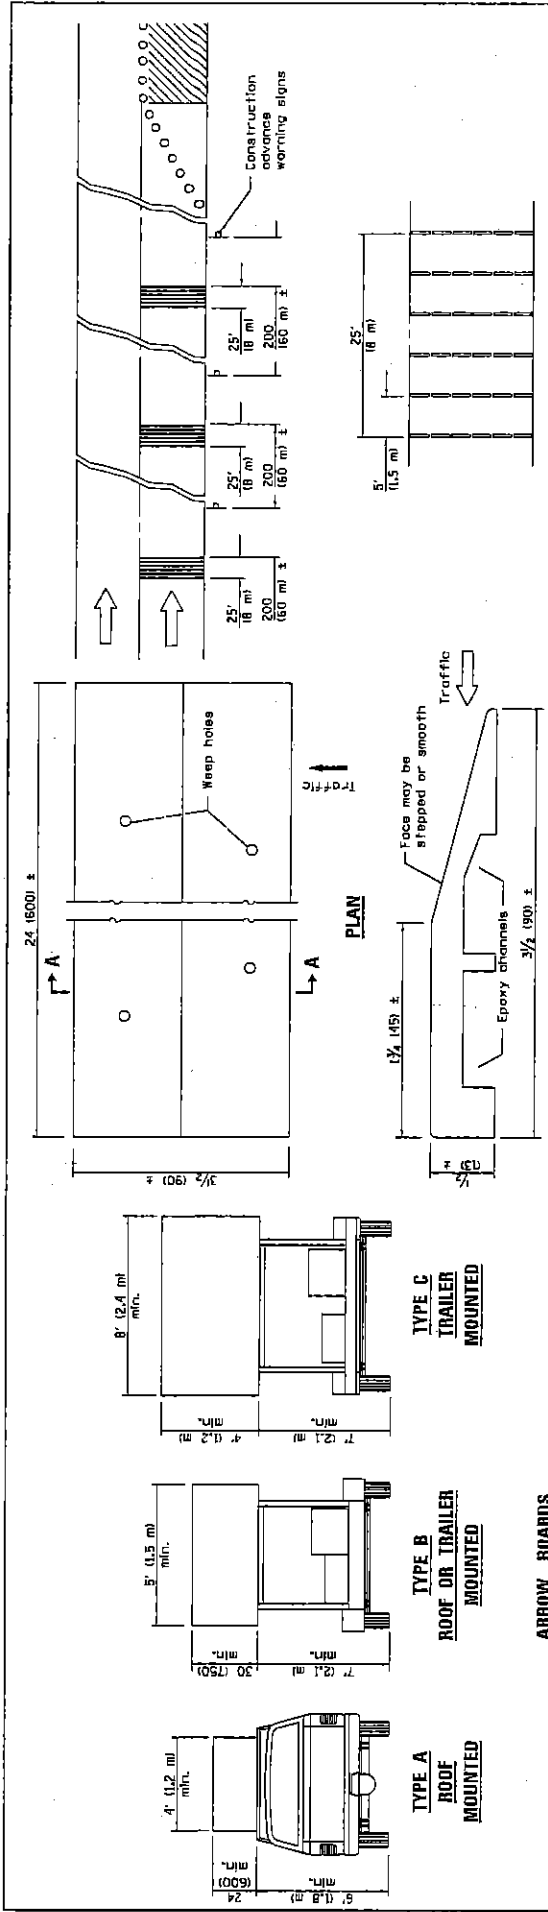 4' (1.2 m)
min.
24
(600)
min.
6' (1.8 m)
min.
TYPE A
ROOF
MOUNTED
5' (1.5 m)
min.
30 (750)
min.
7' (2.1 m)
min.
TYPE B
ROOF OR TRAILER
MOUNTED
8' (2.4 m)
min.
4' (1.2 m)
min.
7' (2.1 m)
min.
TYPE C
TRAILER
MOUNTED
ARROW BOARDS
24 (600) ±
A
A
3½ (90) ±
Weep holes
Traffic
PLAN
1¾ (45) ±
½
(13) ±
Face may be
stepped or smooth
Traffic
Epoxy channels
3½ (90) ±
25'
(8 m)
200
(60 m) ±
25'
(8 m)
200
(60 m) ±
25'
(8 m)
200
(60 m) ±
Construction
advance
warning signs
5'
(1.5 m)
25'
(8 m)